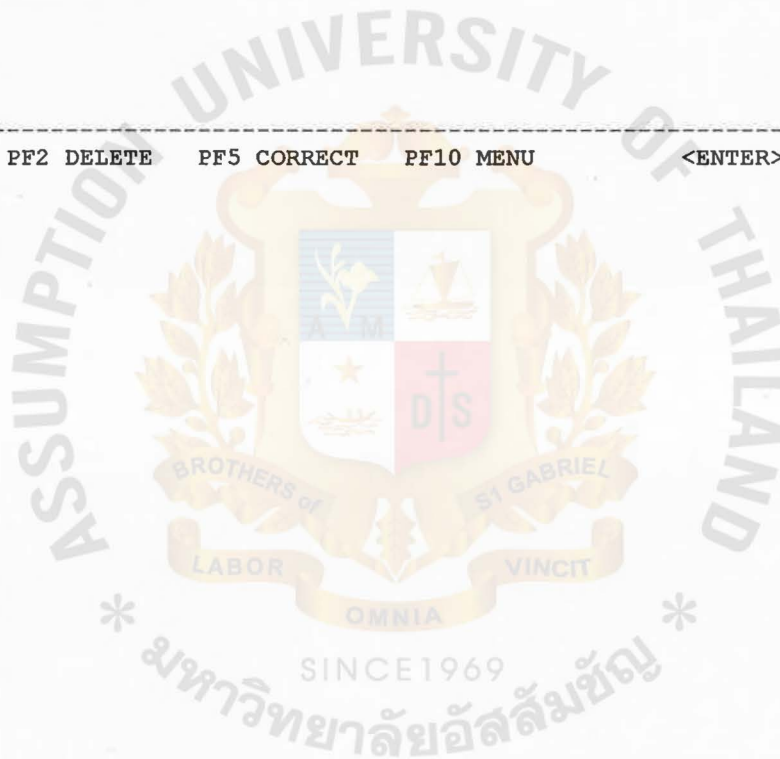 PF2 DELETE PF5 CORRECT PF10 MENU <ENTER>
ASSUMPTION UNIVERSITY OF THAILAND
A M
D S
BROTHERS of ST GABRIEL
LABOR VINCIT
OMNIA
SINCE1969
* มหาวิทยาลัยอัสสัมชัญ *